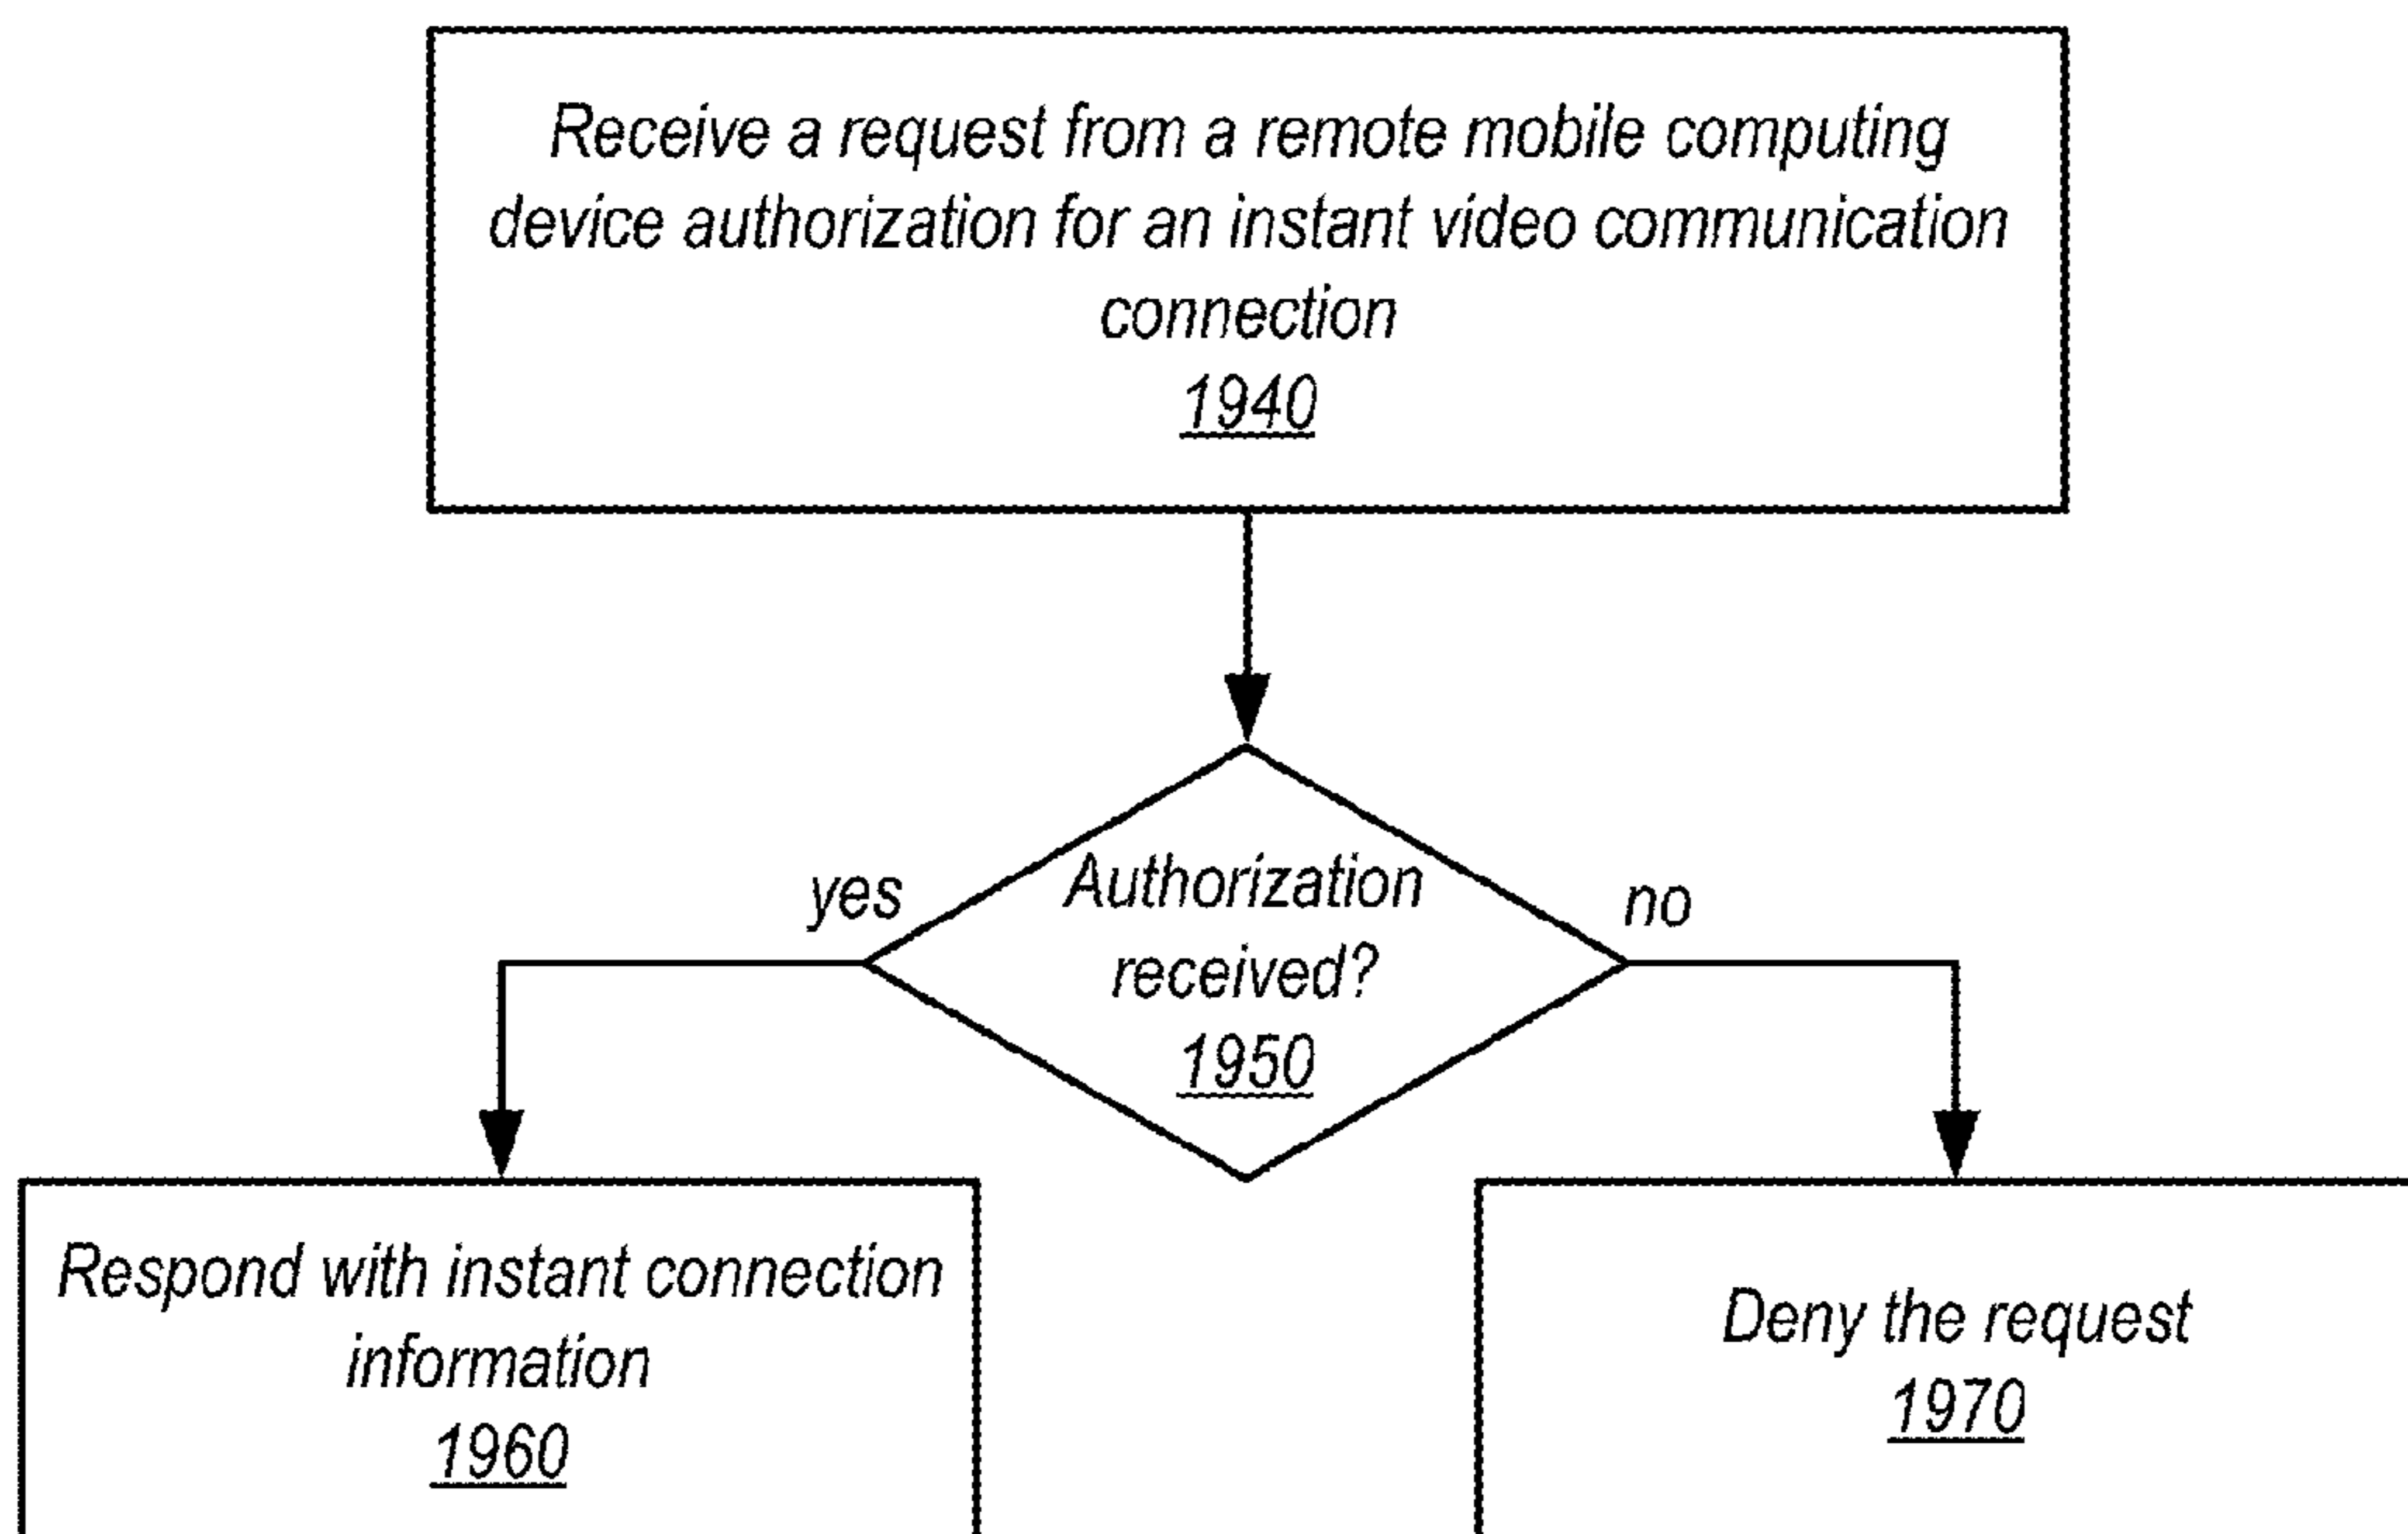 Receive a request from a remote mobile computing
device authorization for an instant video communication
connection
1940
yes
Authorization
received?
1950
no
Respond with instant connection
information
1960
Deny the request
1970